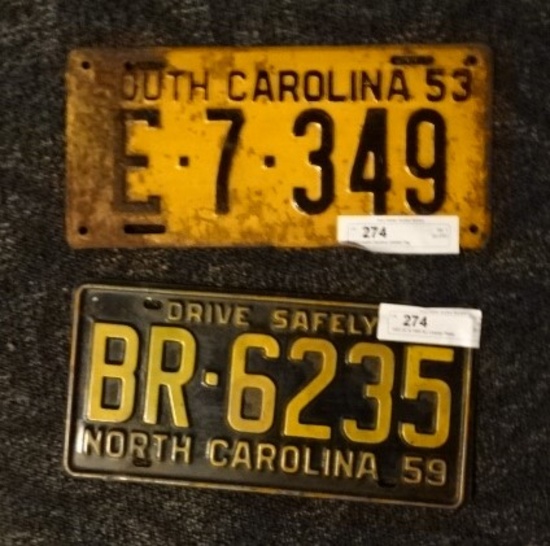 OUTH CAROLINA 53
E·7·349
274
DRIVE SAFELY
274
BR·6235
NORTH CAROLINA 59